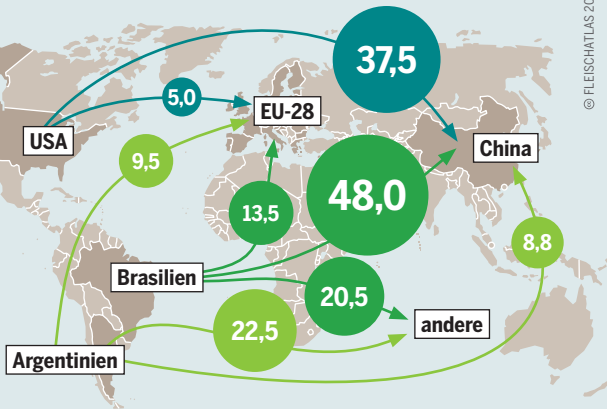 37,5
5,0
EU-28
USA
China
9,5
48,0
13,5
8,8
Brasilien
20,5
andere
22,5
Argentinien
© FLEISCHATLAS